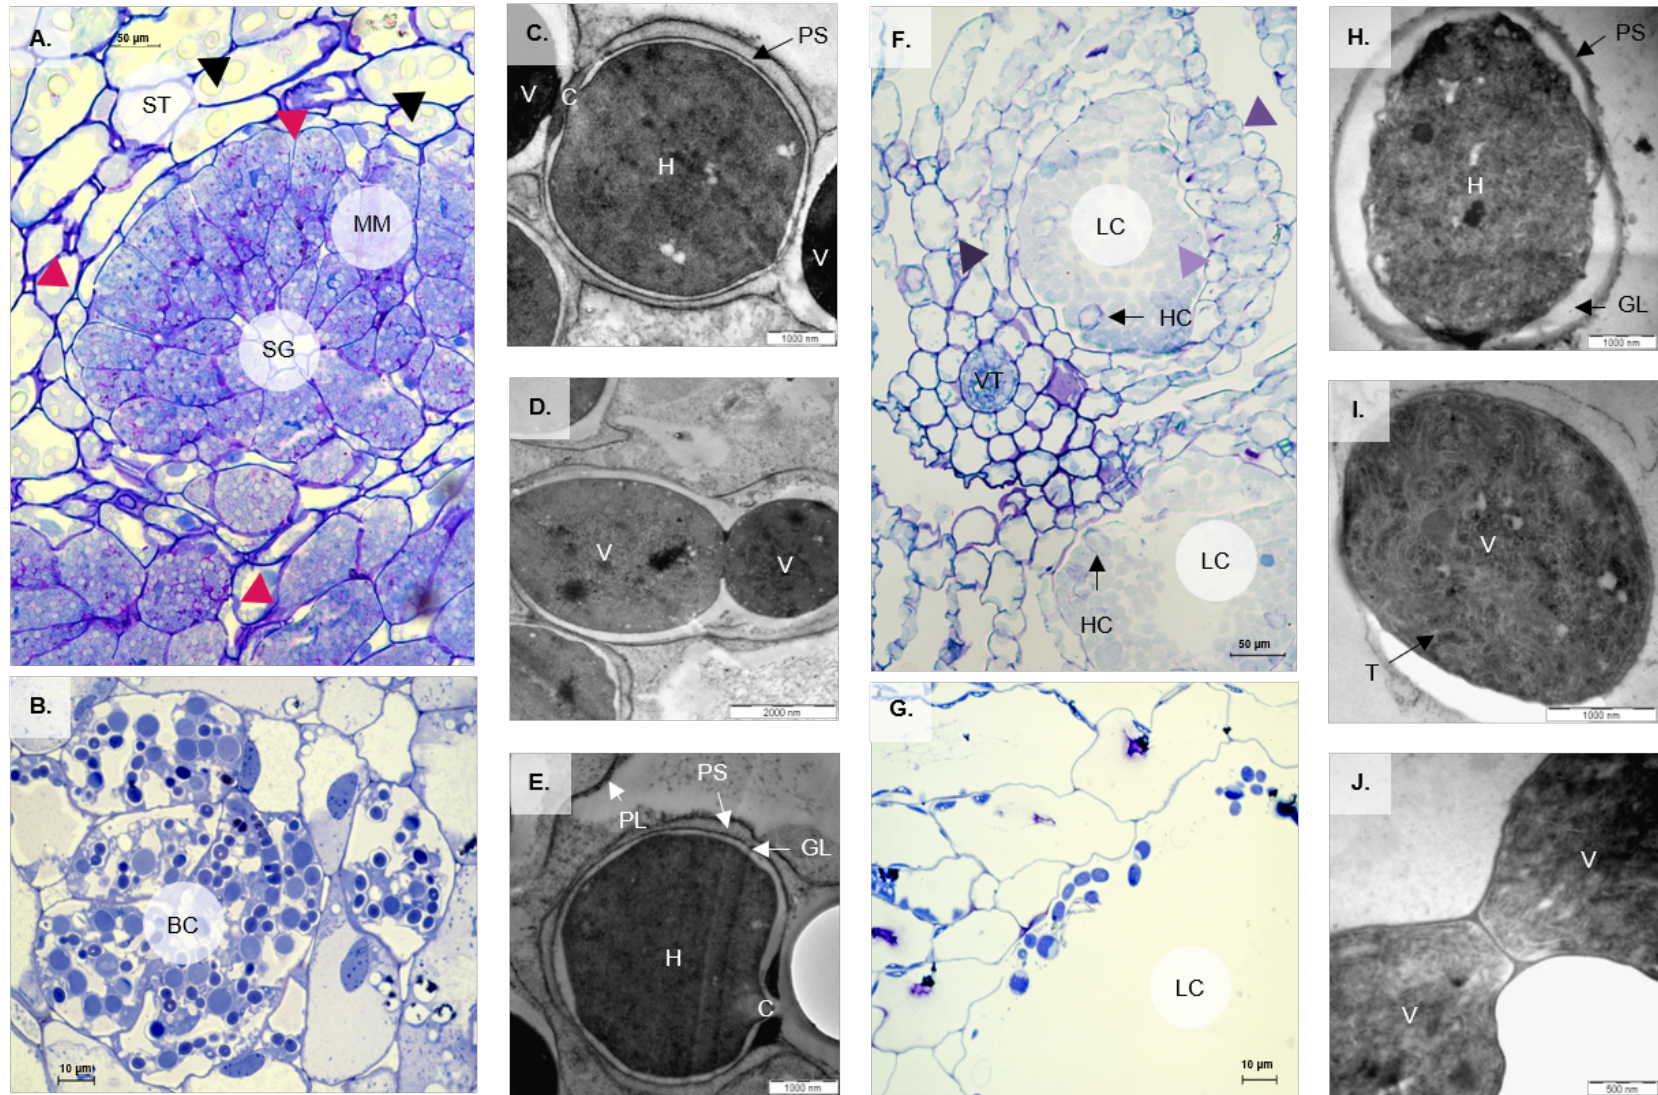 A.
50 µm
ST
MM
SG
B.
BC
10 µm
C.
PS
V
C
H
V
1000 nm
D.
V
V
2000 nm
E.
PS
PL
GL
H
C
1000 nm
F.
LC
HC
VT
LC
HC
50 µm
G.
LC
10 µm
H.
PS
H
GL
1000 nm
I.
V
T
1000 nm
J.
V
V
500 nm